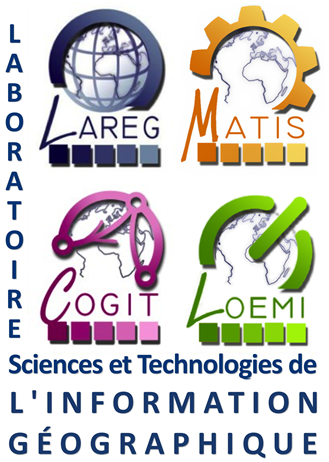 LABORATOIRE
LAREG
MATIS
COGIT
LOEMI
Sciences et Technologies de
L'INFORMATION
GÉOGRAPHIQUE